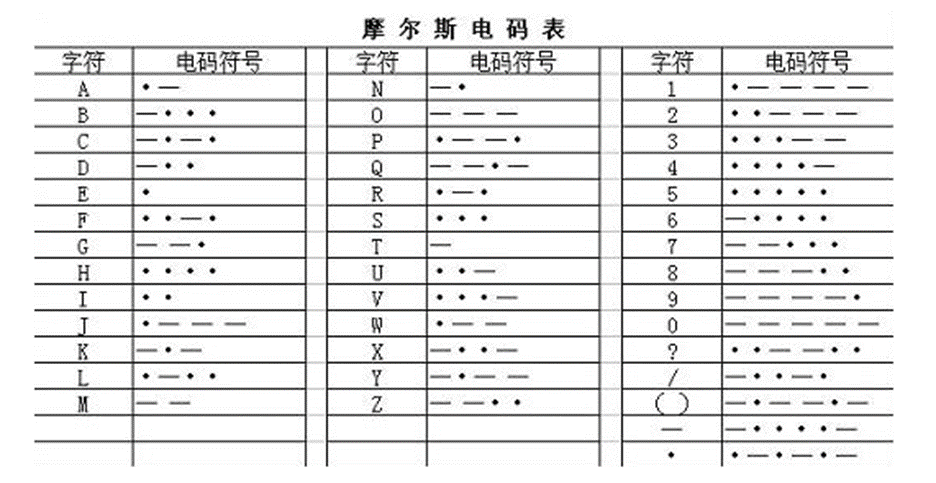 摩尔斯电码表
字符 电码符号 字符 电码符号 字符 电码符号
A •— N —• 1 •————
B —••• O ——— 2 ••———
C —•—• P •——• 3 •••——
D —•• Q ——•— 4 ••••—
E • R •—• 5 •••••
F ••—• S ••• 6 —••••
G ——• T — 7 ——•••
H •••• U ••— 8 ———••
I •• V •••— 9 ————•
J •——— W •—— 0 —————
K —•— X —••— ? ••——••
L •—•• Y —•—— / —••—•
M —— Z ——•• ( ) —•——•—
— —••••—
• •—•—•—